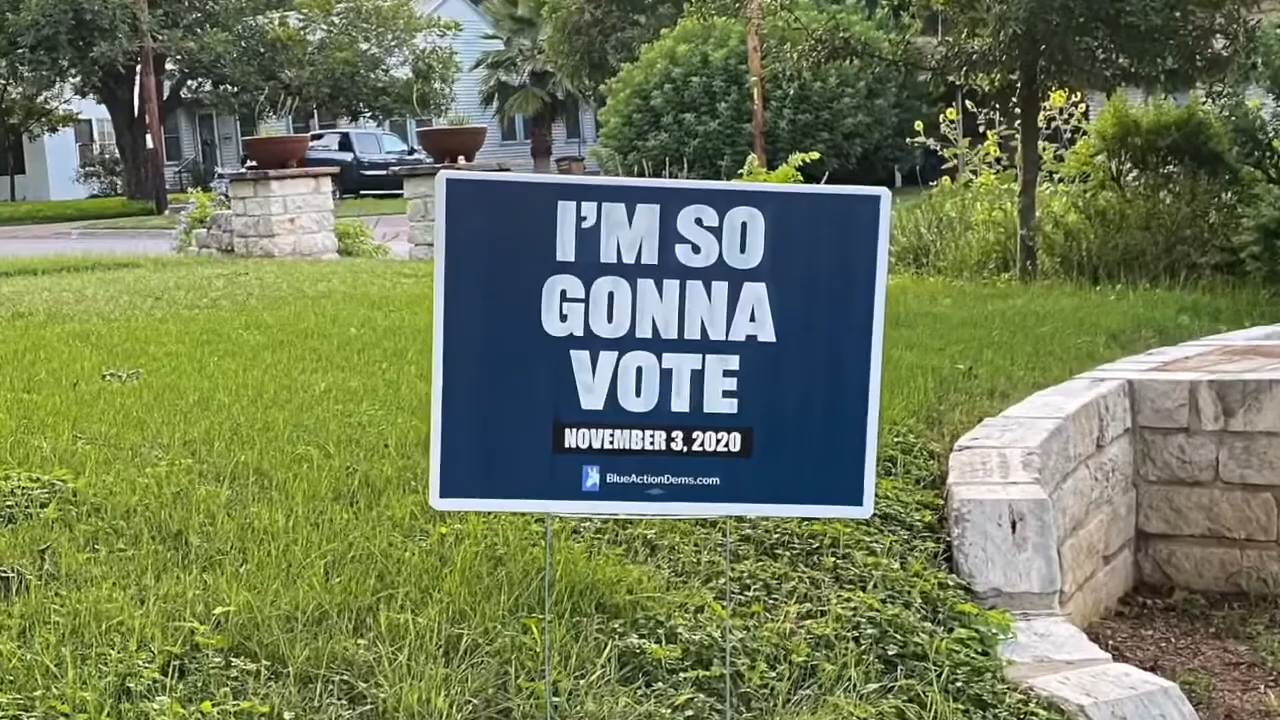 I'M SO
GONNA
VOTE
NOVEMBER 3, 2020
BlueActionDems.com